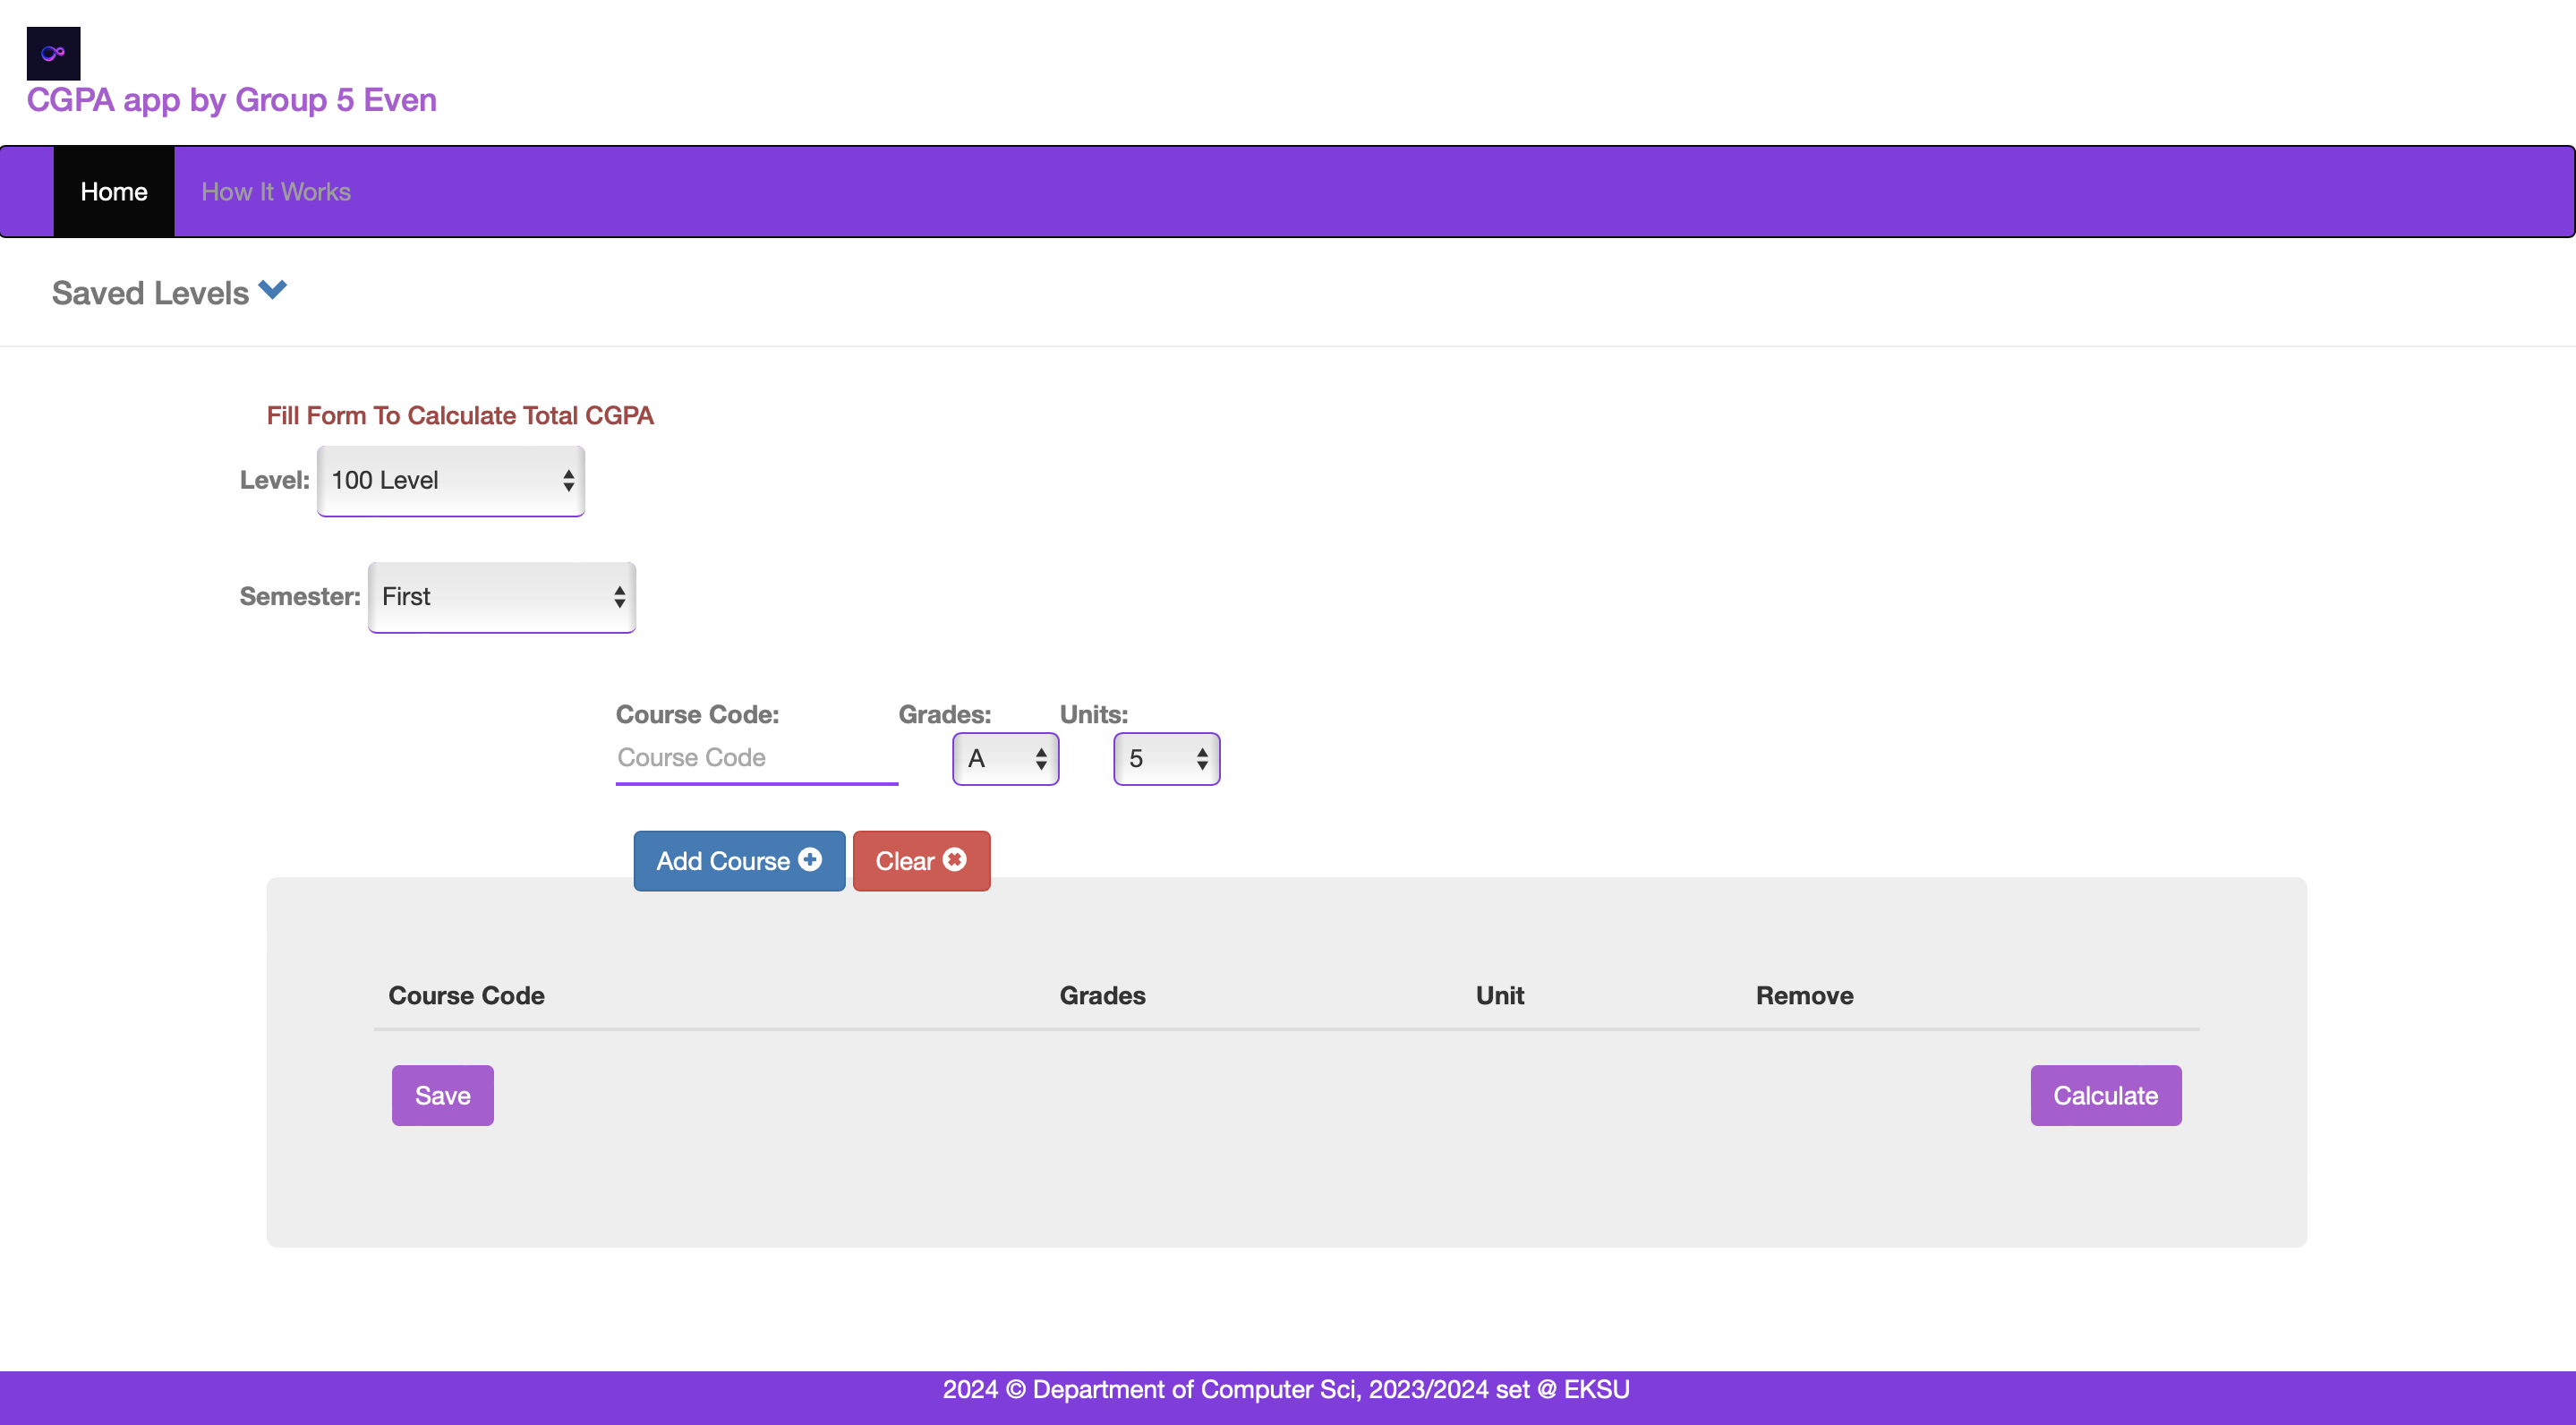 CGPA app by Group 5 Even
Home How It Works
Saved Levels
Fill Form To Calculate Total CGPA
Level: 100 Level
Semester: First
Course Code: Grades: Units:
Course Code A 5
Add Course Clear
Course Code Grades Unit Remove
Save Calculate
2024 © Department of Computer Sci, 2023/2024 set @ EKSU